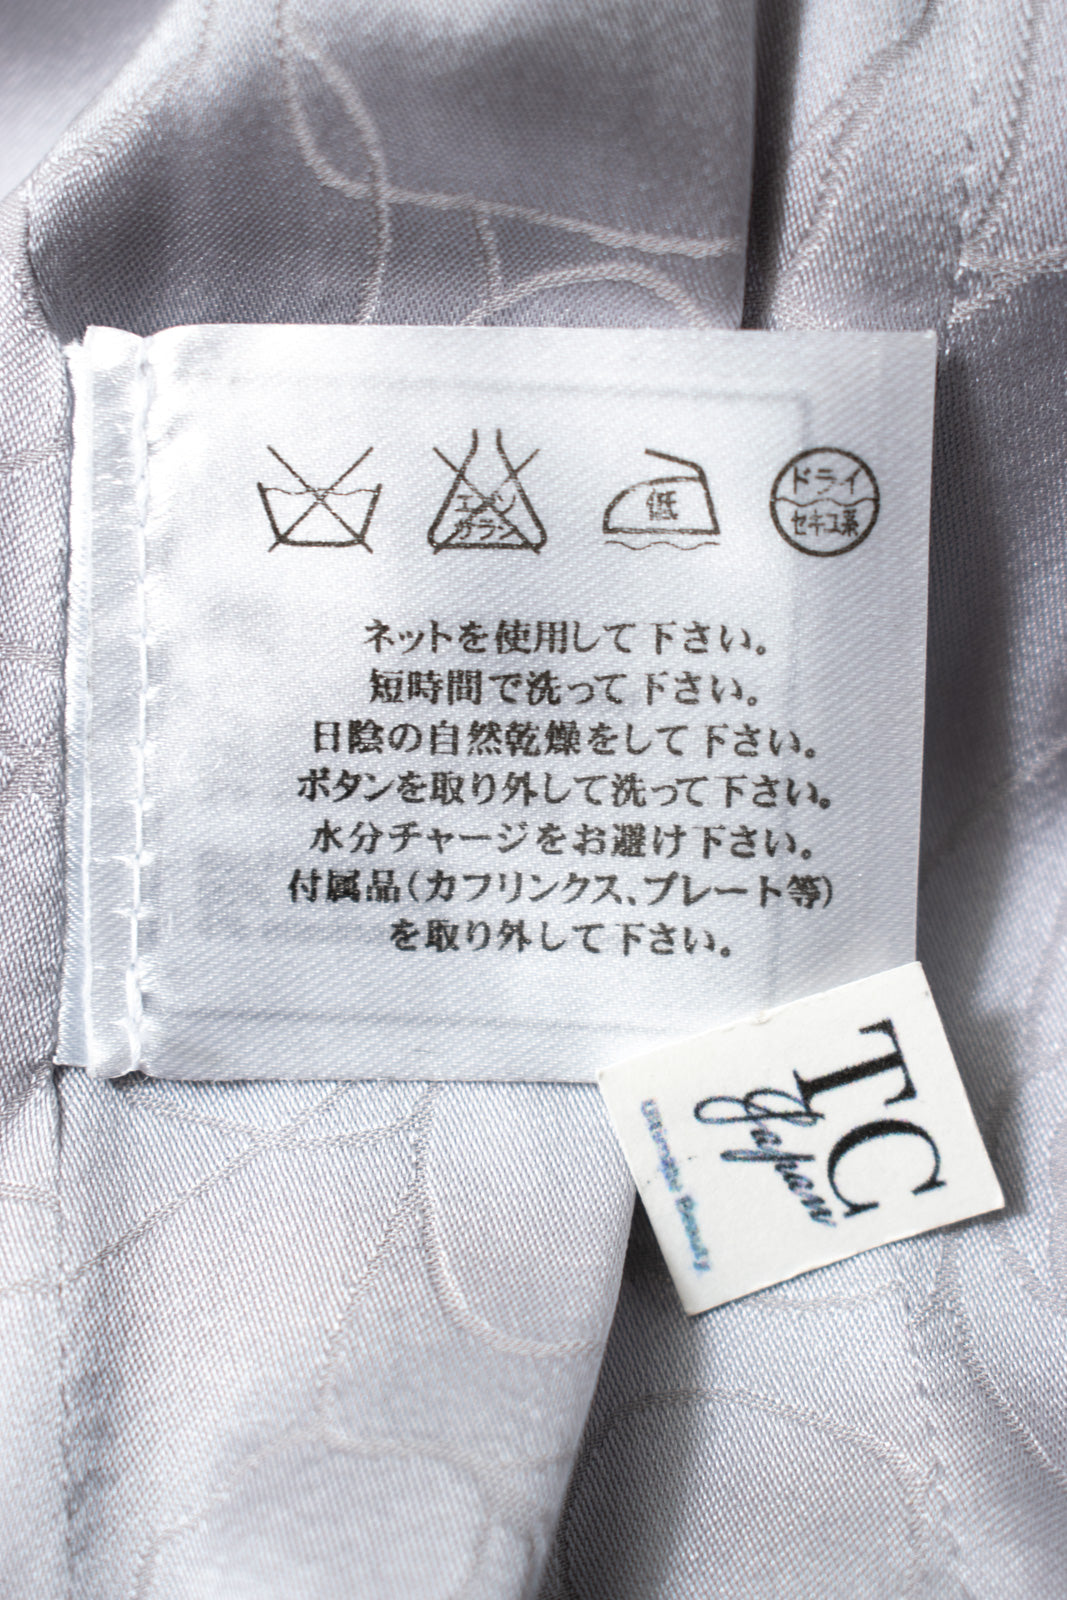 エンソ
サラシ
低
ドライ
セキユ系
ネットを使用して下さい。
短時間で洗って下さい。
日陰の自然乾燥をして下さい。
ボタンを取り外して洗って下さい。
水分チャージをお避け下さい。
付属品(カフリンクス、プレート等)
を取り外して下さい。
TC
Japan
Ultimate Beauty